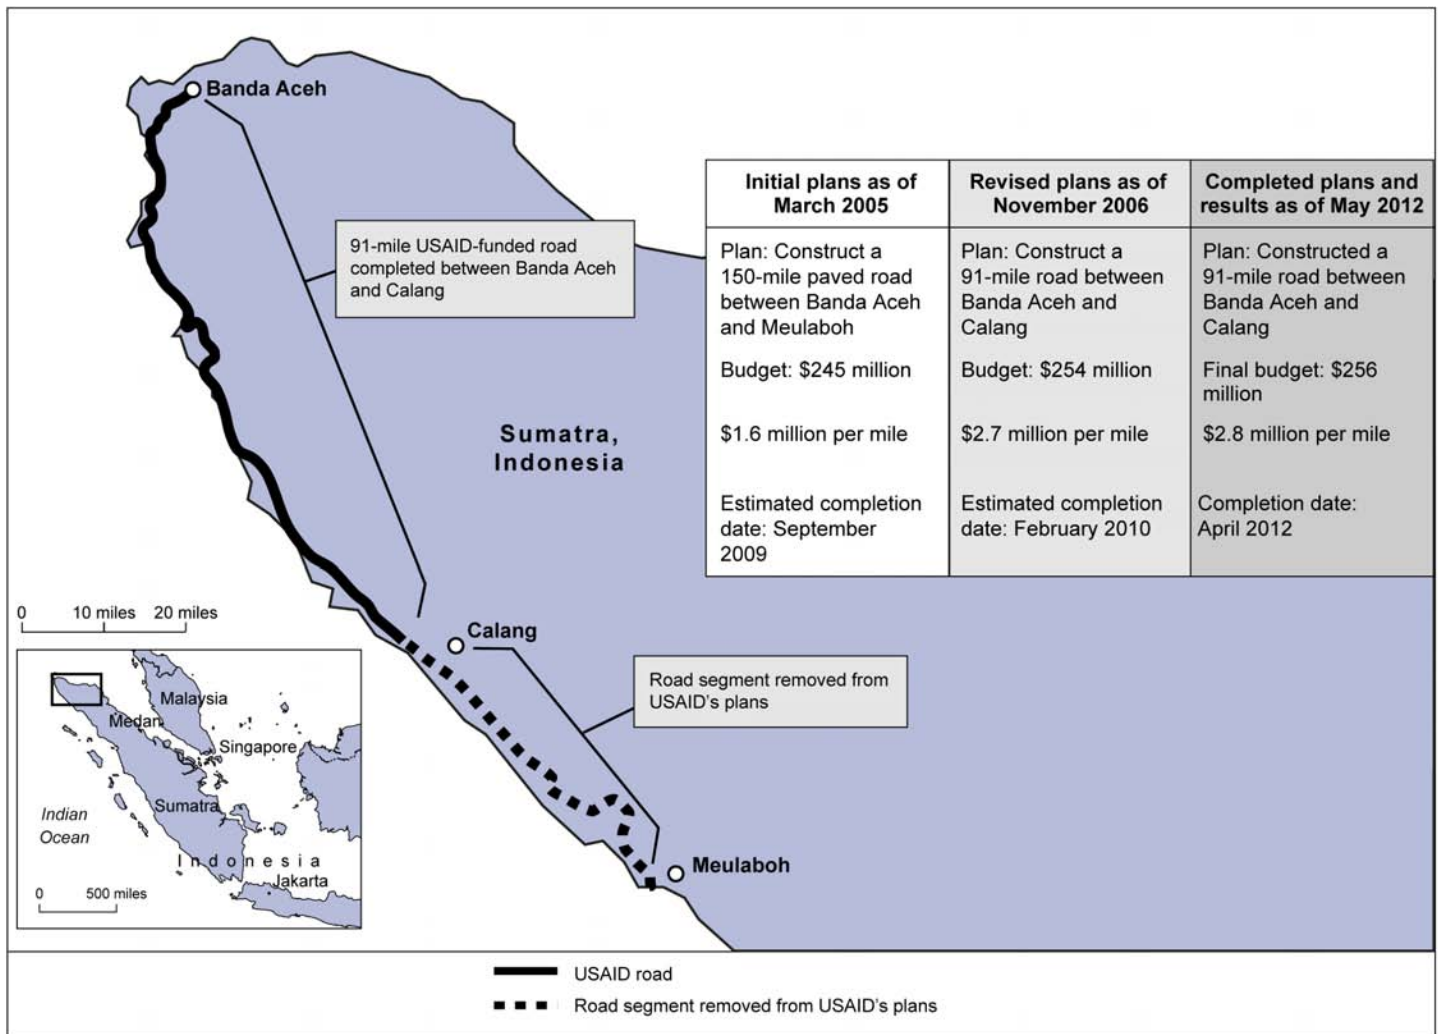 Banda Aceh
91-mile USAID-funded road
completed between Banda Aceh
and Calang
Initial plans as of
March 2005
Plan: Construct a
150-mile paved road
between Banda Aceh
and Meulaboh
Budget: $245 million
$1.6 million per mile
Estimated completion
date: September
2009
Revised plans as of
November 2006
Plan: Construct a
91-mile road between
Banda Aceh and
Calang
Budget: $254 million
$2.7 million per mile
Estimated completion
date: February 2010
Completed plans and
results as of May 2012
Plan: Constructed a
91-mile road between
Banda Aceh and
Calang
Final budget: $256
million
$2.8 million per mile
Completion date:
April 2012
Sumatra,
Indonesia
0 10 miles 20 miles
Calang
Road segment removed from
USAID's plans
Meulaboh
Malaysia
Medan
Singapore
Sumatra
Indian
Ocean
Indonesia
Jakarta
0 500 miles
USAID road
Road segment removed from USAID's plans